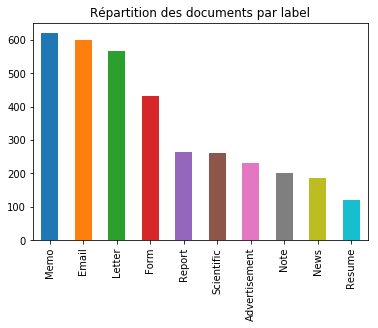 Répartition des documents par label
600
500
400
300
200
100
0
Memo
Email
Letter
Form
Report
Scientific
Advertisement
Note
News
Resume